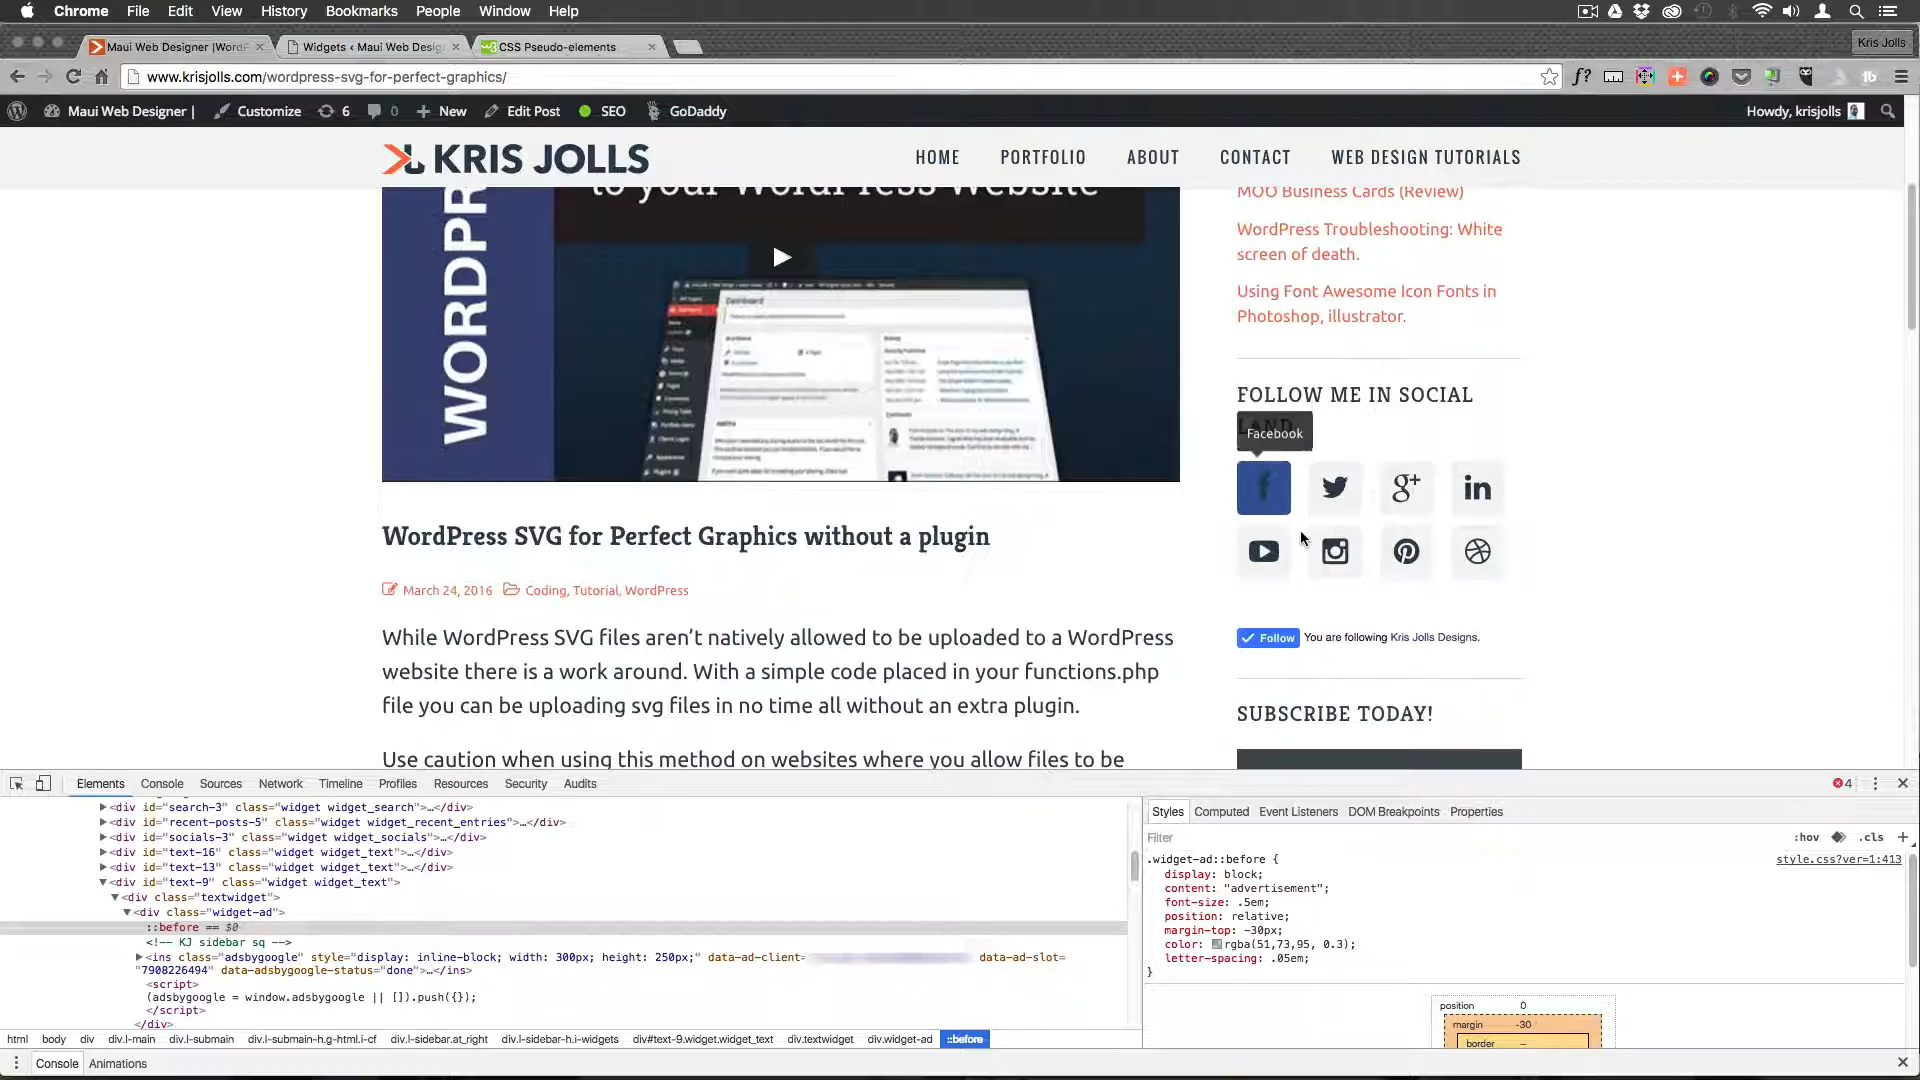 Chrome File Edit View History Bookmarks People Window Help
Maui Web Designer |WordP × Widgets ‹ Maui Web Desig × CSS Pseudo-elements × Kris Jolls
www.krisjolls.com/wordpress-svg-for-perfect-graphics/
Maui Web Designer | Customize 6 0 New Edit Post SEO GoDaddy Howdy, krisjolls
KRIS JOLLS HOME PORTFOLIO ABOUT CONTACT WEB DESIGN TUTORIALS
to your WordPress Website
WORDPR
Dashboard
MOO Business Cards (Review)
WordPress Troubleshooting: White
screen of death.
Using Font Awesome Icon Fonts in
Photoshop, illustrator.
FOLLOW ME IN SOCIAL
LAND
Facebook
Follow You are following Kris Jolls Designs.
SUBSCRIBE TODAY!
WordPress SVG for Perfect Graphics without a plugin
March 24, 2016 Coding, Tutorial, WordPress
While WordPress SVG files aren’t natively allowed to be uploaded to a WordPress
website there is a work around. With a simple code placed in your functions.php
file you can be uploading svg files in no time all without an extra plugin.
Use caution when using this method on websites where you allow files to be
Elements Console Sources Network Timeline Profiles Resources Security Audits 4
<div id="search-3" class="widget widget_search">…</div>
<div id="recent-posts-5" class="widget widget_recent_entries">…</div>
<div id="socials-3" class="widget widget_socials">…</div>
<div id="text-16" class="widget widget_text">…</div>
<div id="text-13" class="widget widget_text">…</div>
<div id="text-9" class="widget widget_text">
<div class="textwidget">
<div class="widget-ad">
::before == $0
<!-- KJ sidebar sq -->
<ins class="adsbygoogle" style="display: inline-block; width: 300px; height: 250px;" data-ad-client= data-ad-slot=
"7908226494" data-adsbygoogle-status="done">…</ins>
<script>
(adsbygoogle = window.adsbygoogle || []).push({});
</script>
</div>
html body div div.l-main div.l-submain div.l-submain-h.g-html.i-cf div.l-sidebar.at_right div.l-sidebar-h.i-widgets div#text-9.widget.widget_text div.textwidget div.widget-ad ::before
Console Animations
Styles Computed Event Listeners DOM Breakpoints Properties
Filter :hov .cls +
.widget-ad::before { style.css?ver=1:413
display: block;
content: "advertisement";
font-size: .5em;
position: relative;
margin-top: -30px;
color: rgba(51,73,95, 0.3);
letter-spacing: .05em;
}
position 0
margin -30
border –